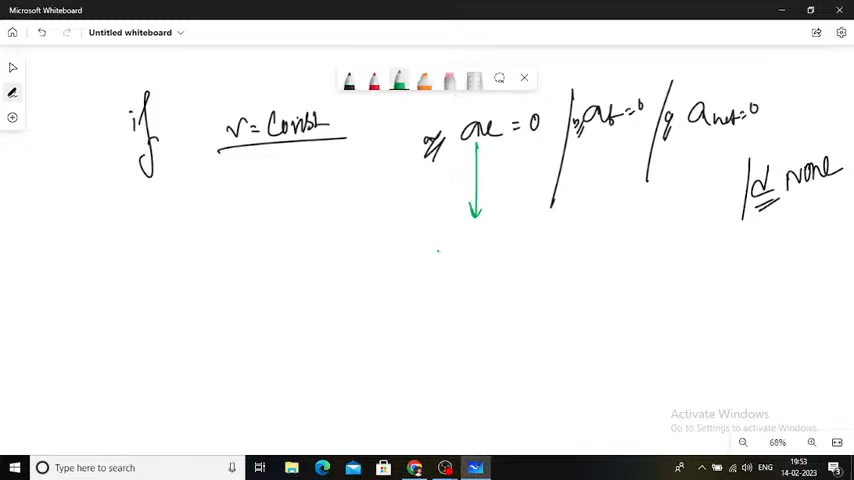 Microsoft Whiteboard
Untitled whiteboard
if v = Const a) ac = 0 b) at = 0 c) anet = 0
d) None
Activate Windows
Go to Settings to activate Windows.
68%
Type here to search
ENG
19:53
14-02-2023
3